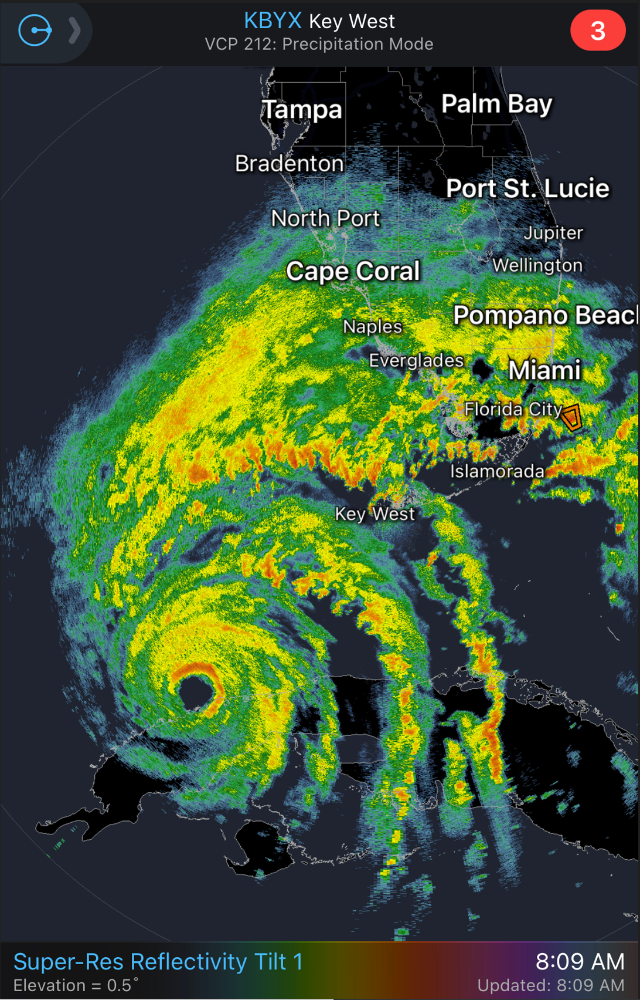 KBYX Key West
VCP 212: Precipitation Mode
3
Tampa
Palm Bay
Bradenton
Port St. Lucie
North Port
Jupiter
Wellington
Cape Coral
Pompano Beach
Naples
Everglades
Miami
Florida City
Islamorada
Key West
Super-Res Reflectivity Tilt 1
8:09 AM
Elevation = 0.5°
Updated: 8:09 AM